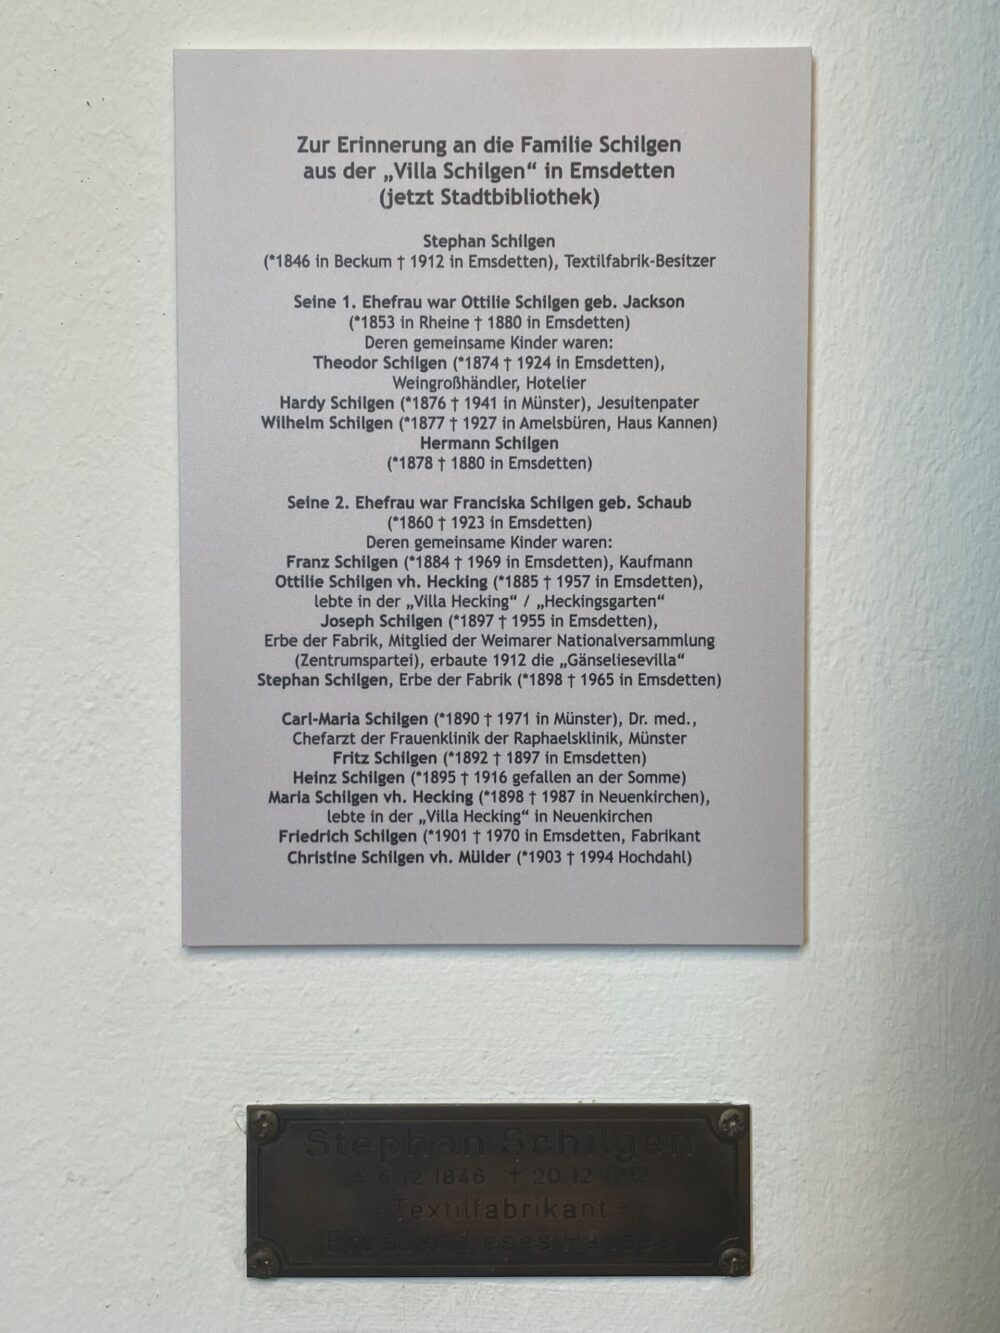 Zur Erinnerung an die Familie Schilgen
aus der „Villa Schilgen“ in Emsdetten
(jetzt Stadtbibliothek)
Stephan Schilgen
(*1846 in Beckum † 1912 in Emsdetten), Textilfabrik-Besitzer
Seine 1. Ehefrau war Ottilie Schilgen geb. Jackson
(*1853 in Rheine † 1880 in Emsdetten)
Deren gemeinsame Kinder waren:
Theodor Schilgen (*1874 † 1924 in Emsdetten),
Weingroßhändler, Hotelier
Hardy Schilgen (*1876 † 1941 in Münster), Jesuitenpater
Wilhelm Schilgen (*1877 † 1927 in Amelsbüren, Haus Kannen)
Hermann Schilgen
(*1878 † 1880 in Emsdetten)
Seine 2. Ehefrau war Franciska Schilgen geb. Schaub
(*1860 † 1923 in Emsdetten)
Deren gemeinsame Kinder waren:
Franz Schilgen (*1884 † 1969 in Emsdetten), Kaufmann
Ottilie Schilgen vh. Hecking (*1885 † 1957 in Emsdetten),
lebte in der „Villa Hecking“ / „Heckingsgarten“
Joseph Schilgen (*1897 † 1955 in Emsdetten),
Erbe der Fabrik, Mitglied der Weimarer Nationalversammlung
(Zentrumspartei), erbaute 1912 die „Gänseliesevilla“
Stephan Schilgen, Erbe der Fabrik (*1898 † 1965 in Emsdetten)
Carl-Maria Schilgen (*1890 † 1971 in Münster), Dr. med.,
Chefarzt der Frauenklinik der Raphaelsklinik, Münster
Fritz Schilgen (*1892 † 1897 in Emsdetten)
Heinz Schilgen (*1895 † 1916 gefallen an der Somme)
Maria Schilgen vh. Hecking (*1898 † 1987 in Neuenkirchen),
lebte in der „Villa Hecking“ in Neuenkirchen
Friedrich Schilgen (*1901 † 1970 in Emsdetten, Fabrikant
Christine Schilgen vh. Mülder (*1903 † 1994 Hochdahl)
Stephan Schilgen
* 6.12.1846 † 20.12.1912
- Textilfabrikant -
Erbauer dieses Hauses